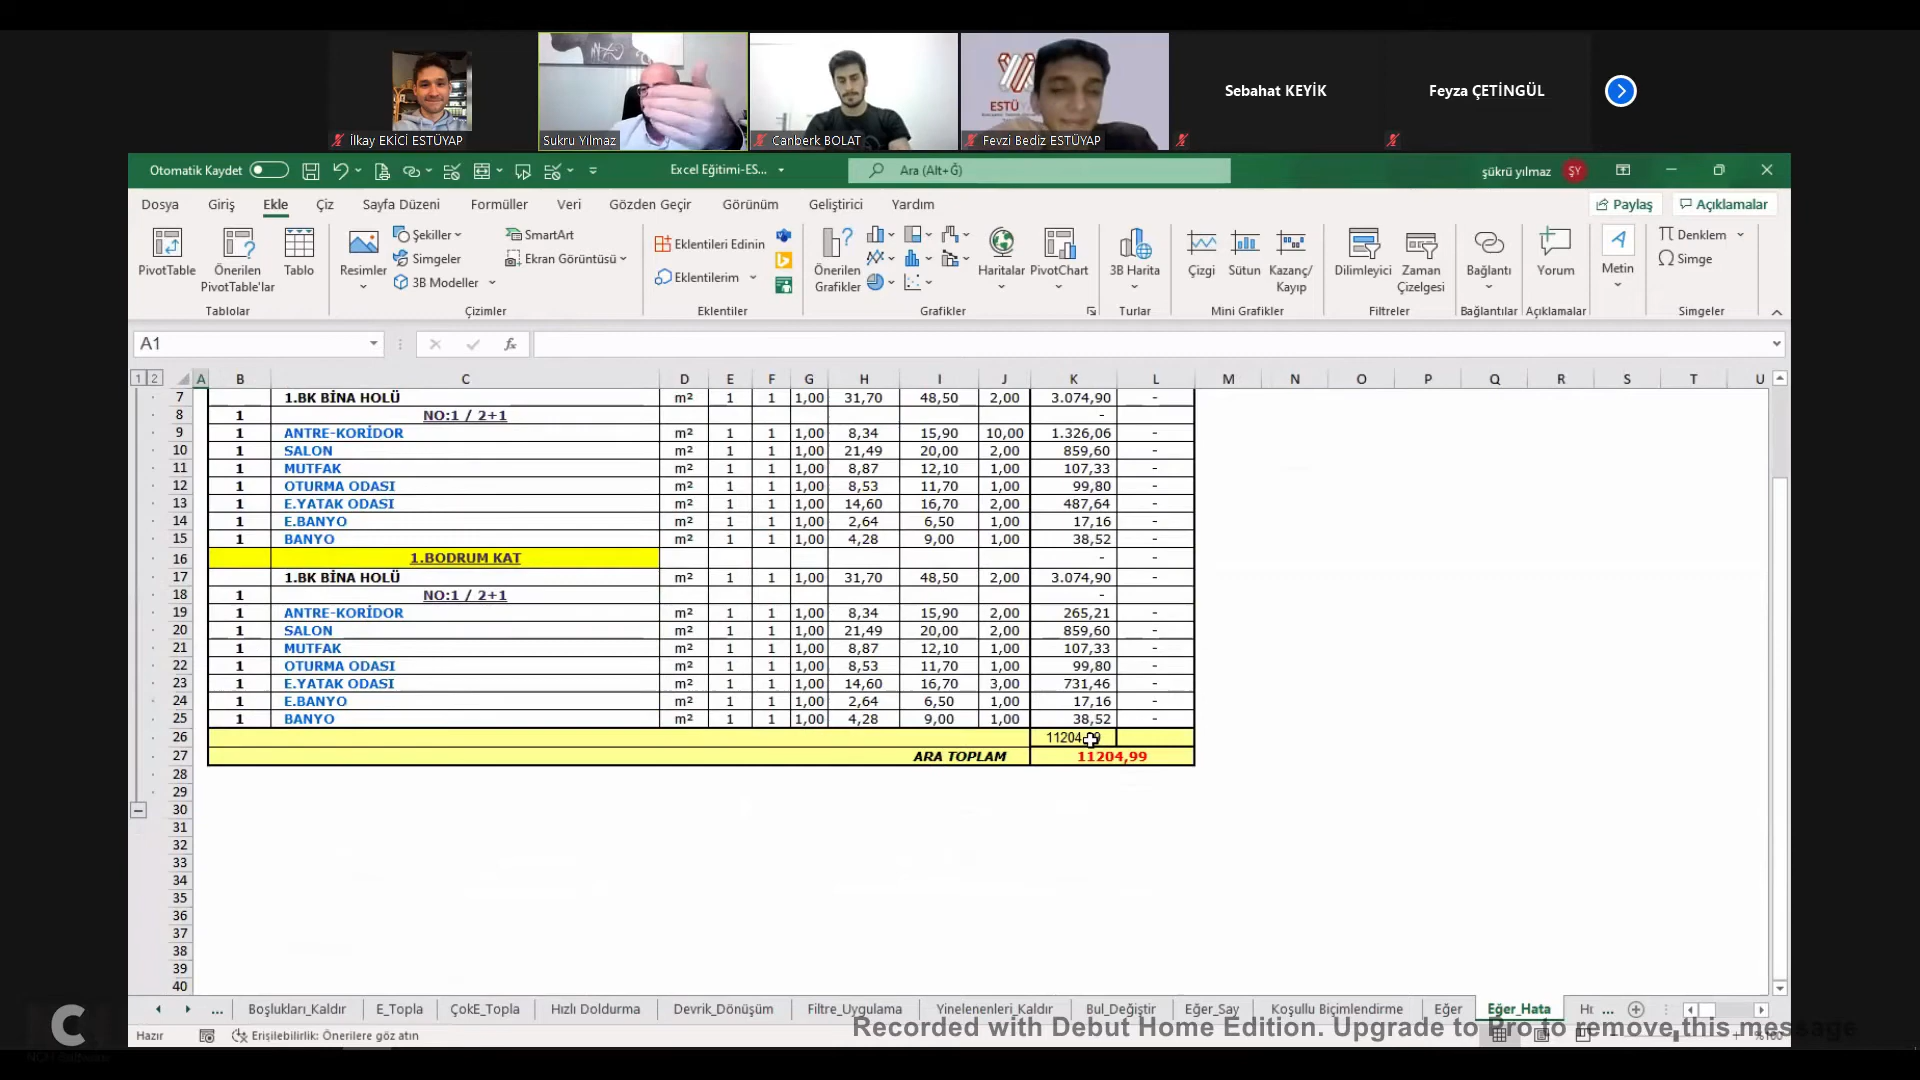 ESTÜ
Sebahat KEYİK
Feyza ÇETİNGÜL
İlkay EKİCİ ESTÜYAP
Sukru Yılmaz
Canberk BOLAT
Fevzi Bediz ESTÜYAP
Otomatik Kaydet
Excel Eğitimi-ES...
Ara (Alt+Ğ)
şükrü yılmaz
ŞY
Dosya Giriş Ekle Çiz Sayfa Düzeni Formüller Veri Gözden Geçir Görünüm Geliştirici Yardım
Paylaş
Açıklamalar
PivotTable
Önerilen
PivotTable'lar
Tablo
Tablolar
Resimler
Şekiller
Simgeler
3B Modeller
SmartArt
Ekran Görüntüsü
Çizimler
Eklentileri Edinin
Eklentilerim
Eklentiler
Önerilen
Grafikler
Haritalar
PivotChart
Grafikler
3B Harita
Turlar
Çizgi
Sütun
Kazanç/
Kayıp
Mini Grafikler
Dilimleyici
Zaman
Çizelgesi
Filtreler
Bağlantı
Bağlantılar
Yorum
Açıklamalar
Metin
Denklem
Simge
Simgeler
A1
fx
1 2
A B C D E F G H I J K L M N O P Q R S T U
7 1.BK BİNA HOLÜ m² 1 1 1,00 31,70 48,50 2,00 3.074,90 -
8 1 NO:1 / 2+1 -
9 1 ANTRE-KORİDOR m² 1 1 1,00 8,34 15,90 10,00 1.326,06 -
10 1 SALON m² 1 1 1,00 21,49 20,00 2,00 859,60 -
11 1 MUTFAK m² 1 1 1,00 8,87 12,10 1,00 107,33 -
12 1 OTURMA ODASI m² 1 1 1,00 8,53 11,70 1,00 99,80 -
13 1 E.YATAK ODASI m² 1 1 1,00 14,60 16,70 2,00 487,64 -
14 1 E.BANYO m² 1 1 1,00 2,64 6,50 1,00 17,16 -
15 1 BANYO m² 1 1 1,00 4,28 9,00 1,00 38,52 -
16 1.BODRUM KAT - -
17 1.BK BİNA HOLÜ m² 1 1 1,00 31,70 48,50 2,00 3.074,90 -
18 1 NO:1 / 2+1 -
19 1 ANTRE-KORİDOR m² 1 1 1,00 8,34 15,90 2,00 265,21 -
20 1 SALON m² 1 1 1,00 21,49 20,00 2,00 859,60 -
21 1 MUTFAK m² 1 1 1,00 8,87 12,10 1,00 107,33 -
22 1 OTURMA ODASI m² 1 1 1,00 8,53 11,70 1,00 99,80 -
23 1 E.YATAK ODASI m² 1 1 1,00 14,60 16,70 3,00 731,46 -
24 1 E.BANYO m² 1 1 1,00 2,64 6,50 1,00 17,16 -
25 1 BANYO m² 1 1 1,00 4,28 9,00 1,00 38,52 -
26
27 ARA TOPLAM 11204,99
28
29
30
31
32
33
34
35
36
37
38
39
40
... Boşlukları_Kaldır E_Topla ÇokE_Topla Hızlı Doldurma Devrik_Dönüşüm Filtre_Uygulama Yinelenenleri_Kaldır Bul_Değiştir Eğer_Say Koşullu Biçimlendirme Eğer Eğer_Hata ...
Hazır
Erişilebilirlik: Önerilere göz atın
Recorded with Debut Home Edition. Upgrade to Pro to remove this message